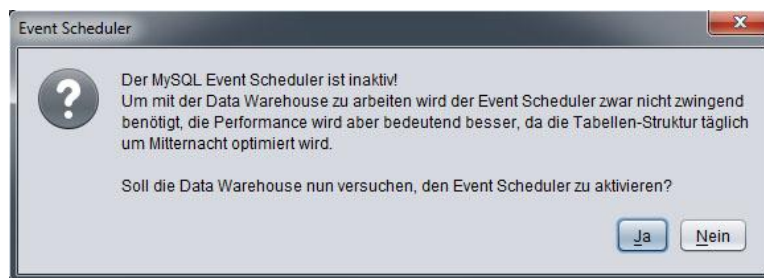 Event Scheduler
Der MySQL Event Scheduler ist inaktiv!
Um mit der Data Warehouse zu arbeiten wird der Event Scheduler zwar nicht zwingend
benötigt, die Performance wird aber bedeutend besser, da die Tabellen-Struktur täglich
um Mitternacht optimiert wird.
Soll die Data Warehouse nun versuchen, den Event Scheduler zu aktivieren?
Ja Nein